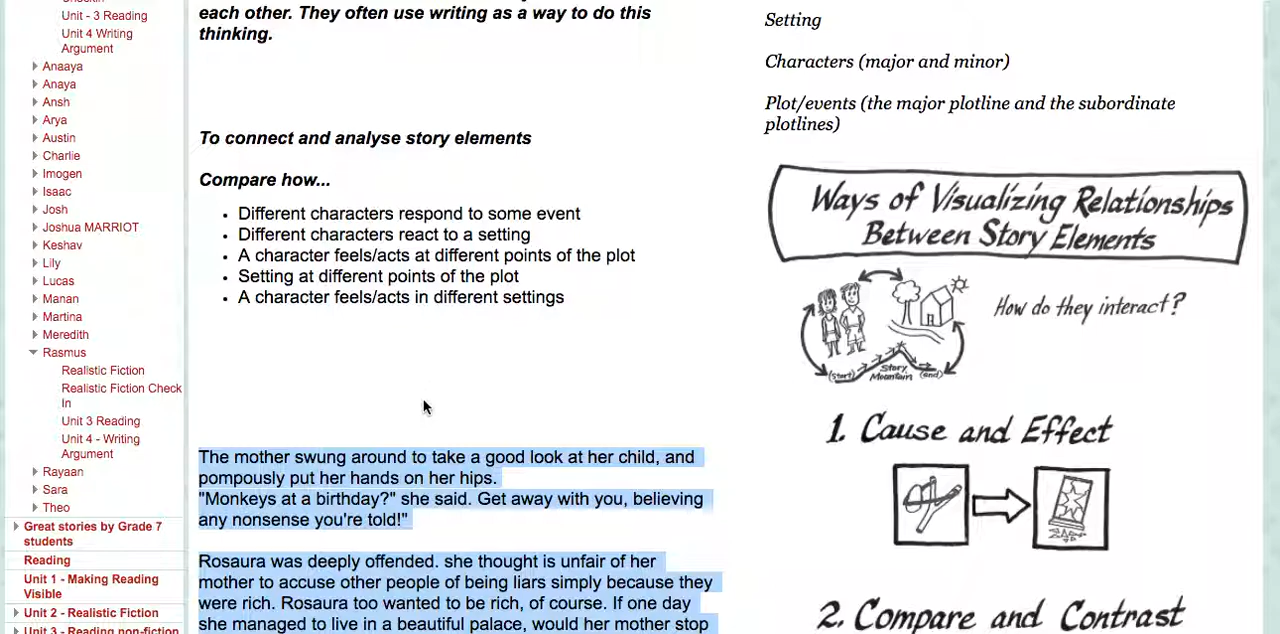 Checkin
Unit - 3 Reading
Unit 4 Writing
Argument
Anaaya
Anaya
Ansh
Arya
Austin
Charlie
Imogen
Isaac
Josh
Joshua MARRIOT
Keshav
Lily
Lucas
Manan
Martina
Meredith
Rasmus
Realistic Fiction
Realistic Fiction Check
In
Unit 3 Reading
Unit 4 - Writing
Argument
Rayaan
Sara
Theo
Great stories by Grade 7
students
Reading
Unit 1 - Making Reading
Visible
Unit 2 - Realistic Fiction
Unit 3 - Reading non-fiction
each other. They often use writing as a way to do this
thinking.
To connect and analyse story elements
Compare how...
• Different characters respond to some event
• Different characters react to a setting
• A character feels/acts at different points of the plot
• Setting at different points of the plot
• A character feels/acts in different settings
The mother swung around to take a good look at her child, and
pompously put her hands on her hips.
"Monkeys at a birthday?" she said. Get away with you, believing
any nonsense you're told!"
Rosaura was deeply offended. she thought is unfair of her
mother to accuse other people of being liars simply because they
were rich. Rosaura too wanted to be rich, of course. If one day
she managed to live in a beautiful palace, would her mother stop
Setting
Characters (major and minor)
Plot/events (the major plotline and the subordinate
plotlines)
Ways of Visualizing Relationships
Between Story Elements
How do they interact?
(start)
Story
Mountain
(end)
1. Cause and Effect
2. Compare and Contrast